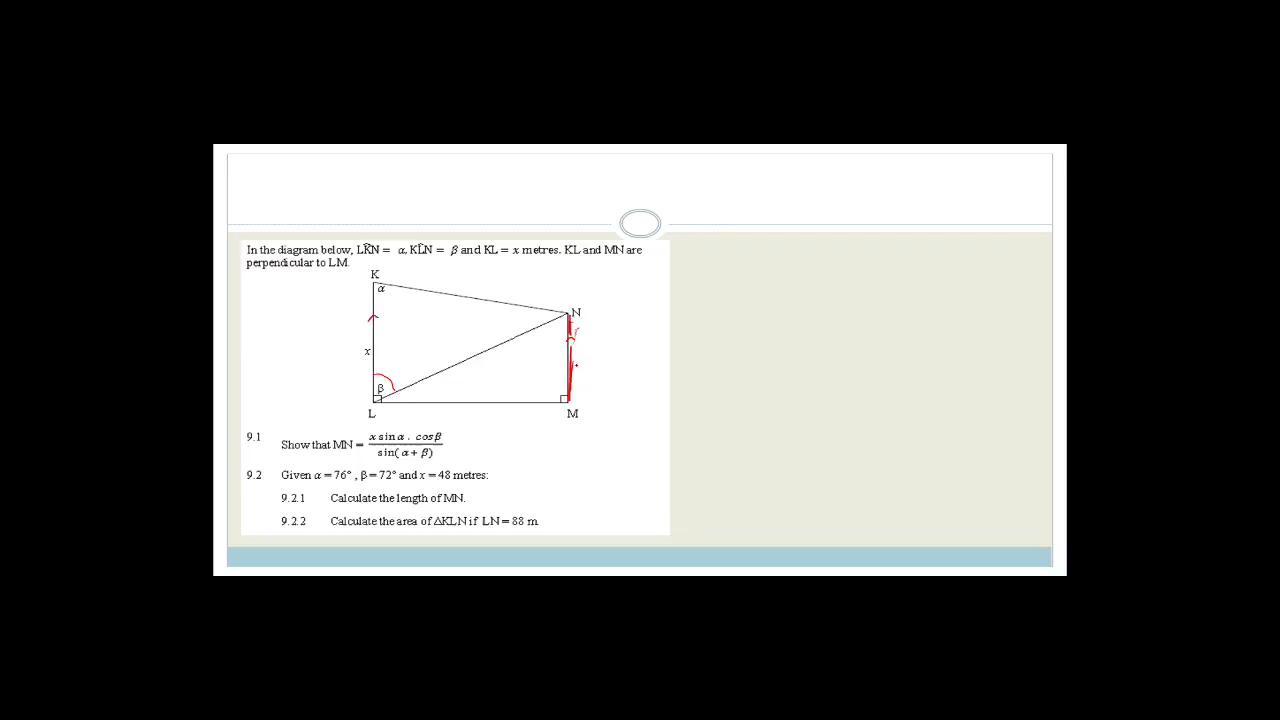 In the diagram below, LK̂N = α, KL̂N = β and KL = x metres. KL and MN are
perpendicular to LM.
K
α
N
x
β
L
M
9.1 Show that MN = x sin α . cosβ / sin( α + β)
9.2 Given α = 76° , β = 72° and x = 48 metres:
9.2.1 Calculate the length of MN.
9.2.2 Calculate the area of ΔKLN if LN = 88 m.